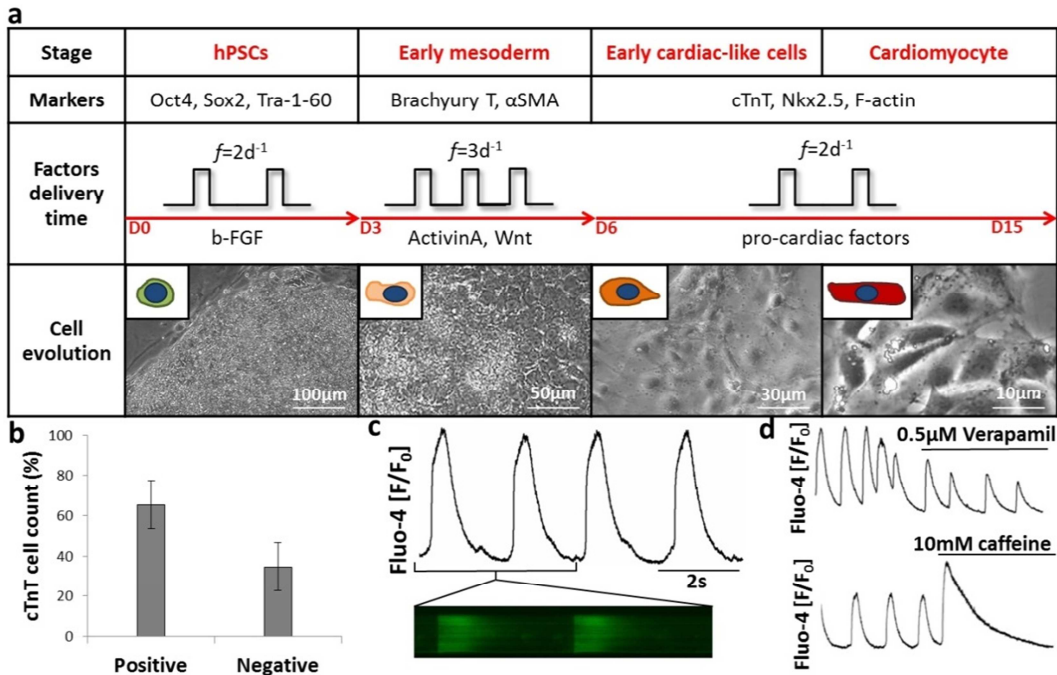 a
Stage hPSCs Early mesoderm Early cardiac-like cells Cardiomyocyte
Markers Oct4, Sox2, Tra-1-60 Brachyury T, αSMA cTnT, Nkx2.5, F-actin
Factors
delivery
time
f=2d⁻¹ f=3d⁻¹ f=2d⁻¹
D0 D3 D6 D15
b-FGF ActivinA, Wnt pro-cardiac factors
Cell
evolution
100μm 50μm 30μm 10μm
b
cTnT cell count (%)
100
80
60
40
20
0
Positive Negative
c
Fluo-4 [F/F₀]
2s
d
0.5μM Verapamil
Fluo-4 [F/F₀]
10mM caffeine
Fluo-4 [F/F₀]